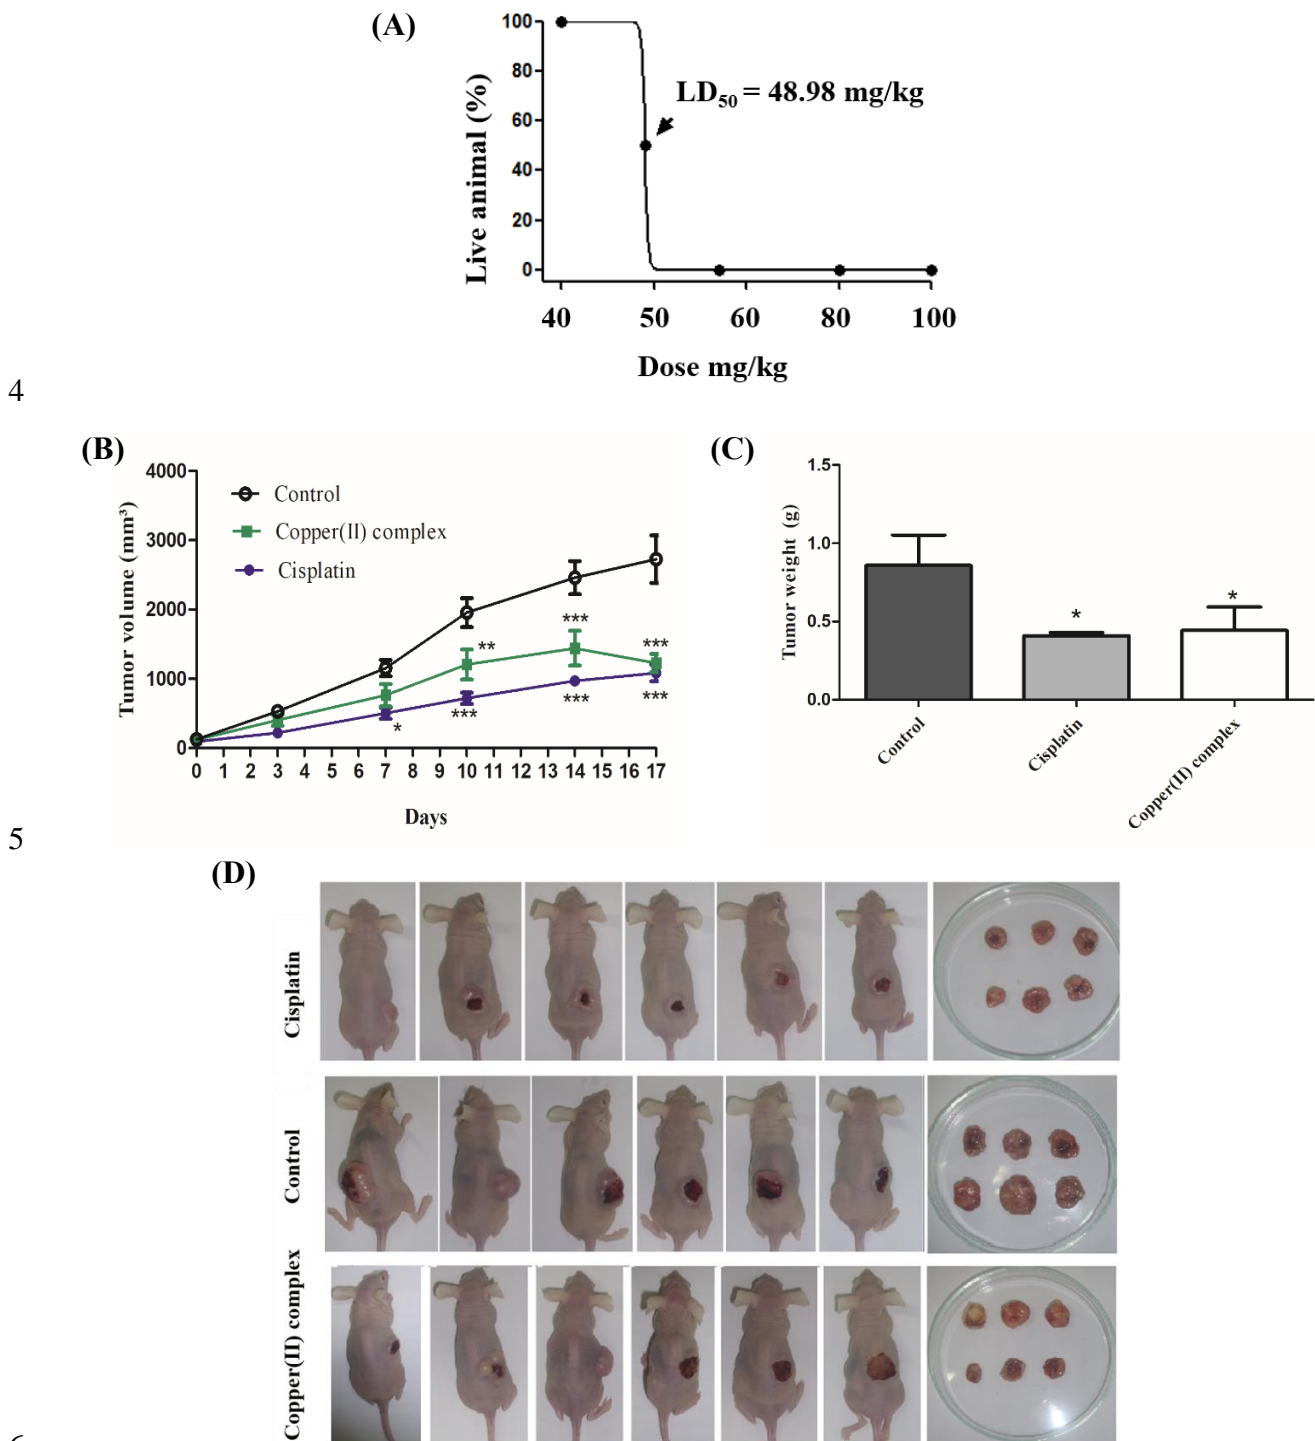 (A)
100
80
60
40
20
0
Live animal (%)
LD50 = 48.98 mg/kg
40 50 60 80 100
Dose mg/kg
4
(B)
4000
3000
2000
1000
0
Tumor volume (mm³)
Control
Copper(II) complex
Cisplatin
***
**
***
*
***
***
***
0 1 2 3 4 5 6 7 8 9 10 11 12 13 14 15 16 17
Days
(C)
1.5
1.0
0.5
0.0
Tumor weight (g)
*
*
Control
Cisplatin
Copper(II) complex
5
(D)
Cisplatin
Control
Copper(II) complex